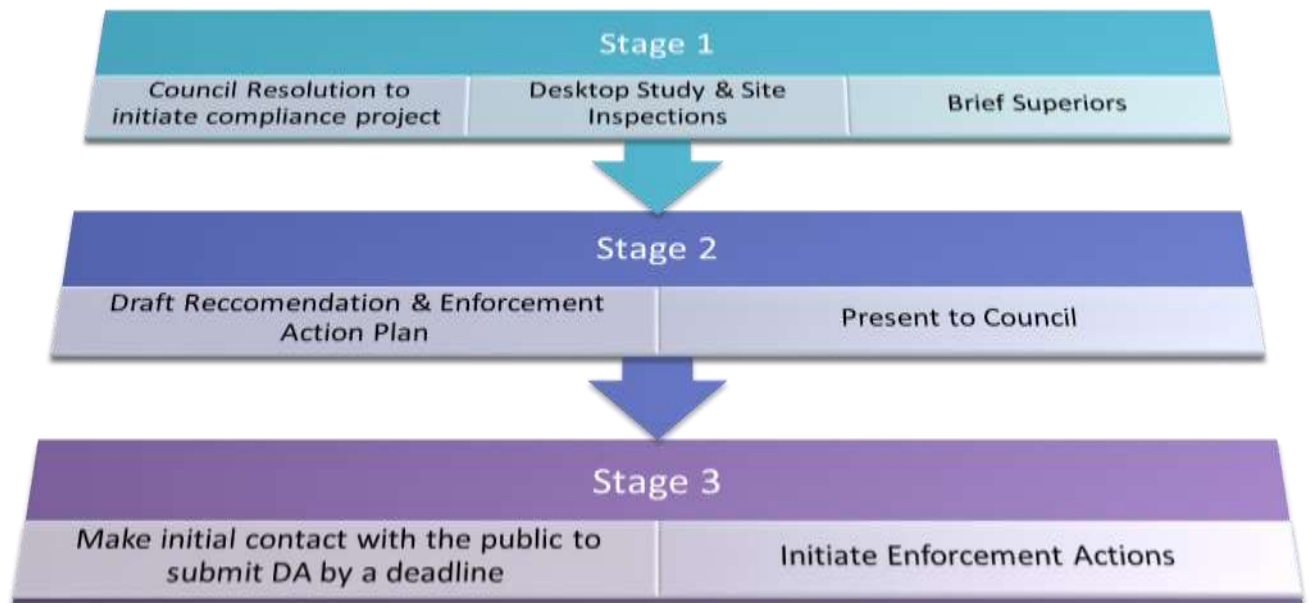 Stage 1
Council Resolution to
initiate compliance project
Desktop Study & Site
Inspections
Brief Superiors
Stage 2
Draft Reccomendation & Enforcement
Action Plan
Present to Council
Stage 3
Make initial contact with the public to
submit DA by a deadline
Initiate Enforcement Actions